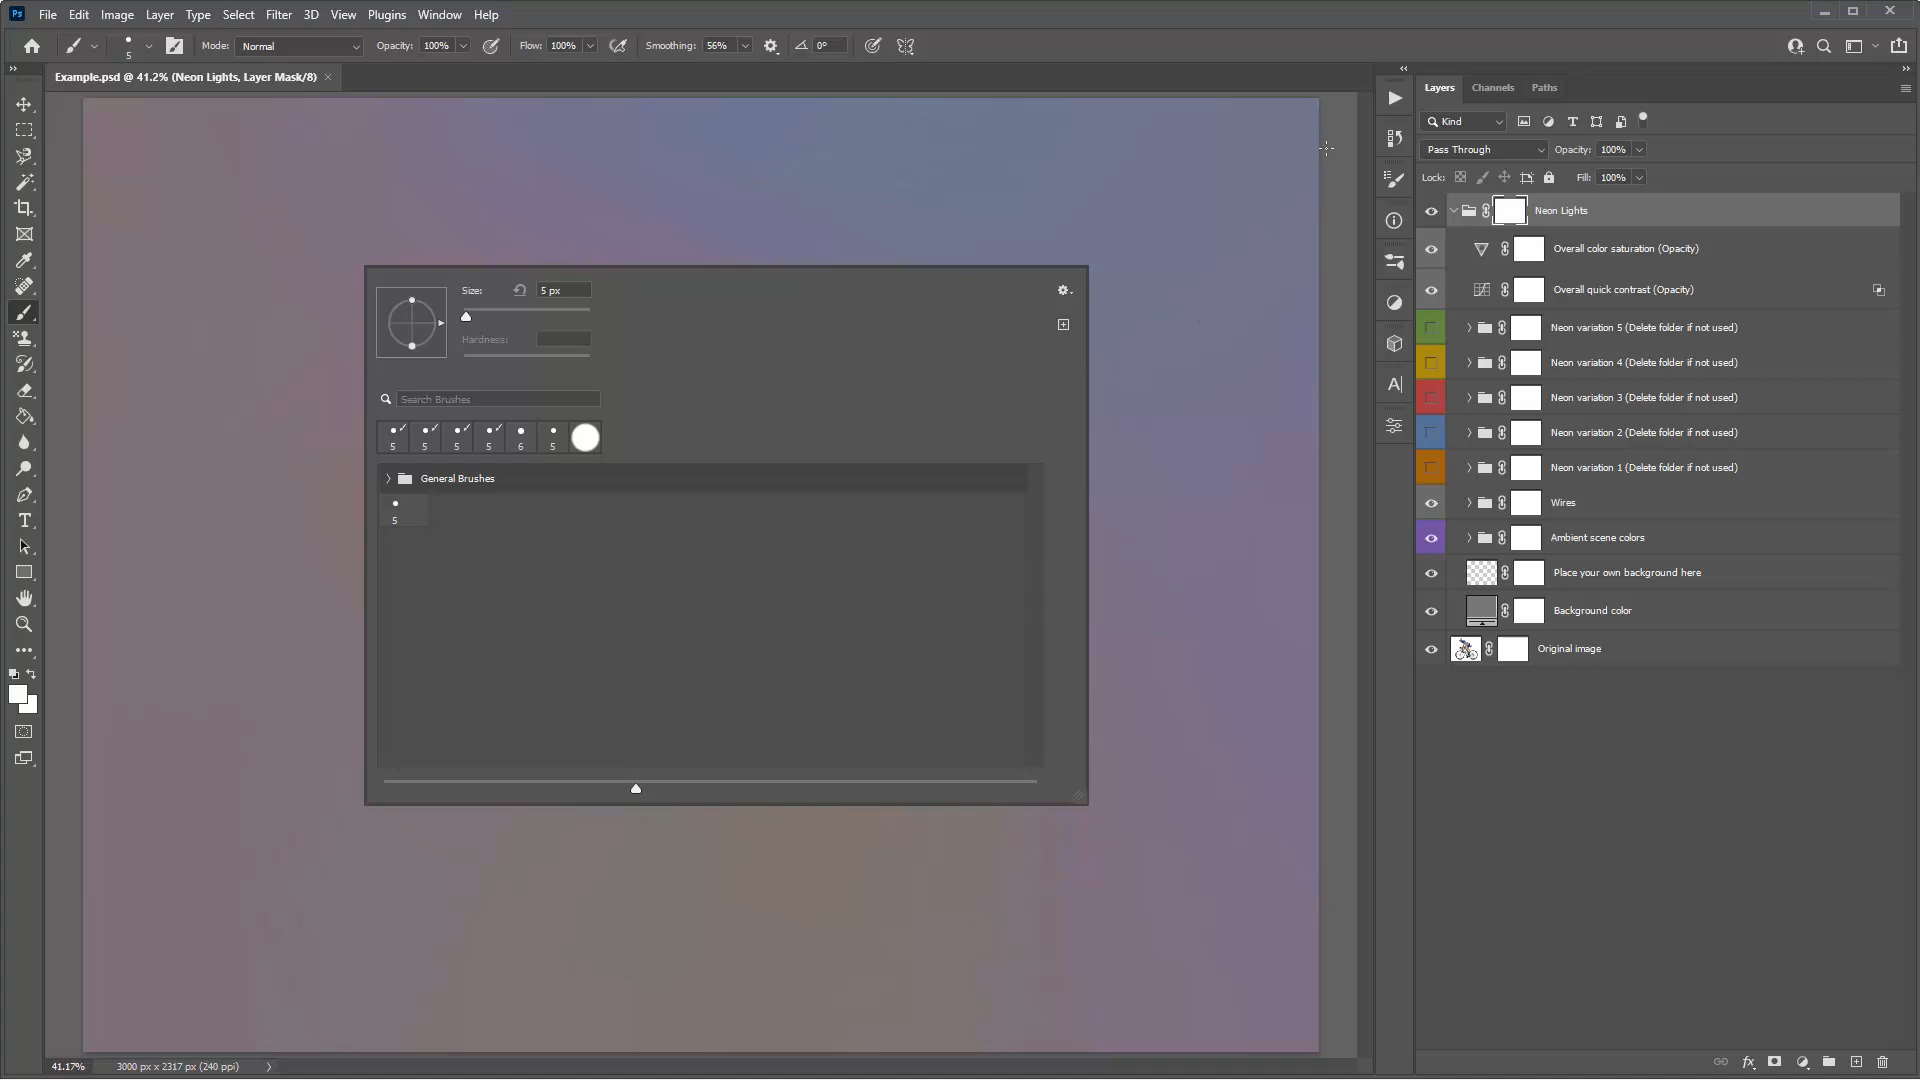 Ps File Edit Image Layer Type Select Filter 3D View Plugins Window Help
5 Mode: Normal Opacity: 100% Flow: 100% Smoothing: 56% 0°
Example.psd @ 41.2% (Neon Lights, Layer Mask/8) ×
Layers Channels Paths
Kind
Pass Through Opacity: 100%
Lock: Fill: 100%
Neon Lights
Overall color saturation (Opacity)
Overall quick contrast (Opacity)
Neon variation 5 (Delete folder if not used)
Neon variation 4 (Delete folder if not used)
Neon variation 3 (Delete folder if not used)
Neon variation 2 (Delete folder if not used)
Neon variation 1 (Delete folder if not used)
Wires
Ambient scene colors
Place your own background here
Background color
Original image
Size: 5 px
Hardness:
Search Brushes
5 5 5 5 6 5
General Brushes
5
41.17% 3000 px x 2317 px (240 ppi)